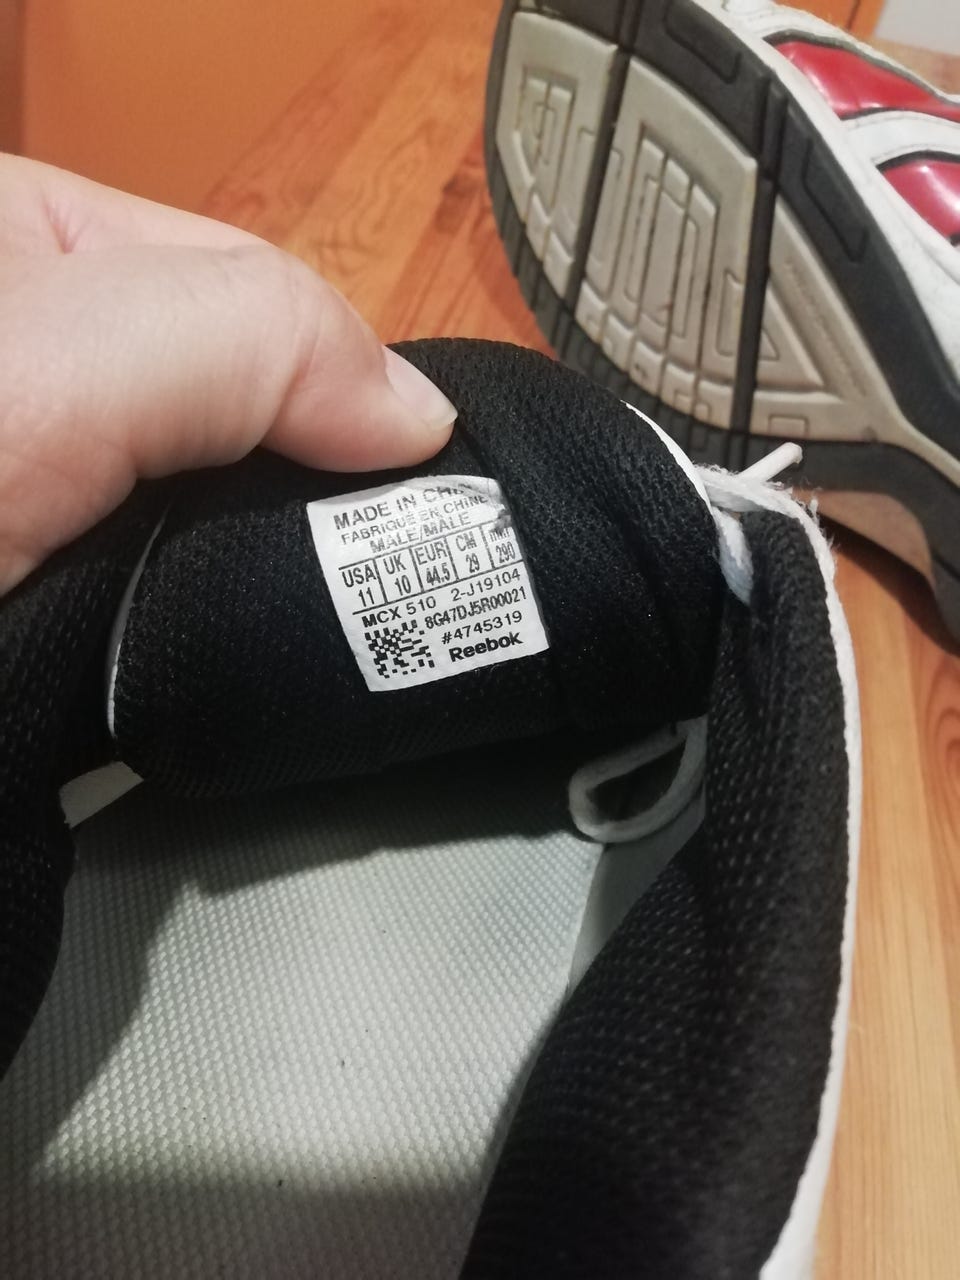 MADE IN CHINA
FABRIQUÉ EN CHINE
MALE/MALE
USA UK EUR CM mm
11 10 44.5 29 290
MCX 510 2-J19104
8G47DJ5R00021
#4745319
Reebok